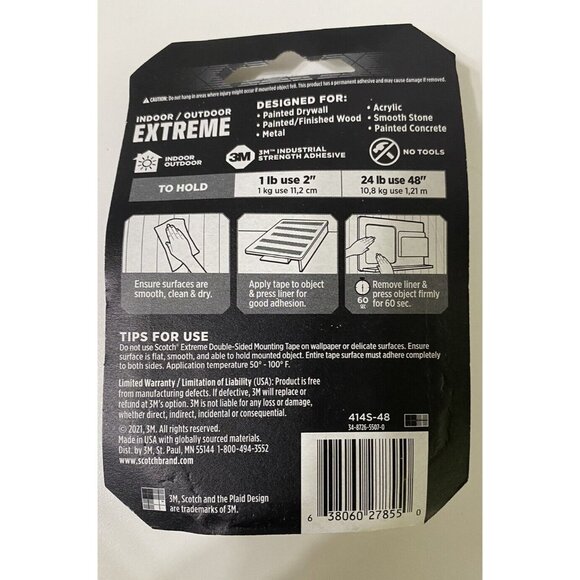 ⚠CAUTION: Do not hang in areas where injury might occur if mounted object fell. This product has a permanent adhesive and may cause damage if removed.
INDOOR / OUTDOOR
EXTREME
DESIGNED FOR:
• Painted Drywall
• Painted/Finished Wood
• Metal
• Acrylic
• Smooth Stone
• Painted Concrete
INDOOR
OUTDOOR
3M
3M™ INDUSTRIAL
STRENGTH ADHESIVE
NO TOOLS
TO HOLD
1 lb use 2"
1 kg use 11,2 cm
24 lb use 48"
10,8 kg use 1,21 m
Ensure surfaces are
smooth, clean & dry.
Apply tape to object
& press liner for
good adhesion.
60
SEC
Remove liner &
press object firmly
for 60 sec.
TIPS FOR USE
Do not use Scotch® Extreme Double-Sided Mounting Tape on wallpaper or delicate surfaces. Ensure
surface is flat, smooth, and able to hold mounted object. Entire tape surface must adhere completely
to both sides. Application temperature 50° - 100° F.
Limited Warranty / Limitation of Liability (USA): Product is free
from manufacturing defects. If defective, 3M will replace or
refund at 3M's option. 3M is not liable for any loss or damage,
whether direct, indirect, incidental or consequential.
© 2021, 3M. All rights reserved.
Made in USA with globally sourced materials.
Dist. by 3M, St. Paul, MN 55144 1-800-494-3552
www.scotchbrand.com
414S-48
34-8726-5507-0
3M, Scotch and the Plaid Design
are trademarks of 3M.
6 38060 27855 0